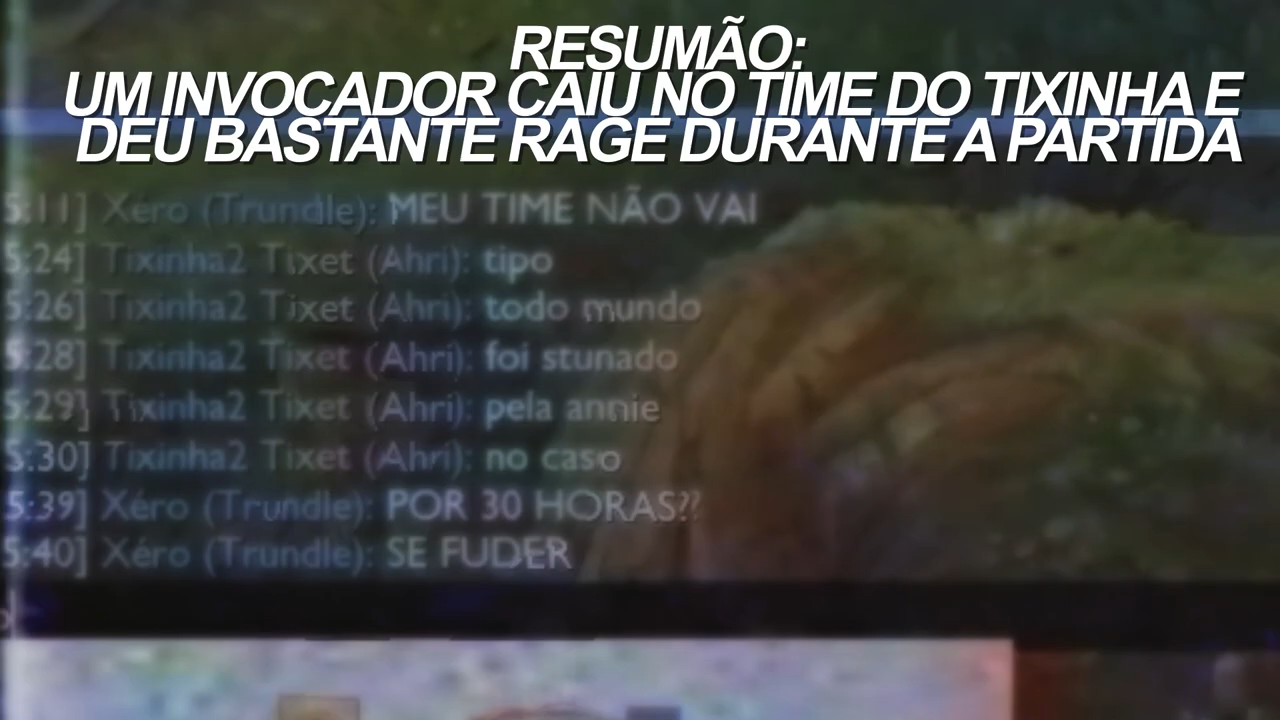 RESUMÃO:
UM INVOCADOR CAIU NO TIME DO TIXINHA E
DEU BASTANTE RAGE DURANTE A PARTIDA
5:11] Xéro (Trundle): MEU TIME NÃO VAI
5:24] Tixinha2 Tixet (Ahri): tipo
5:26] Tixinha2 Tixet (Ahri): todo mundo
5:28] Tixinha2 Tixet (Ahri): foi stunado
5:29] Tixinha2 Tixet (Ahri): pela annie
5:30] Tixinha2 Tixet (Ahri): no caso
5:39] Xéro (Trundle): POR 30 HORAS??
5:40] Xéro (Trundle): SE FUDER